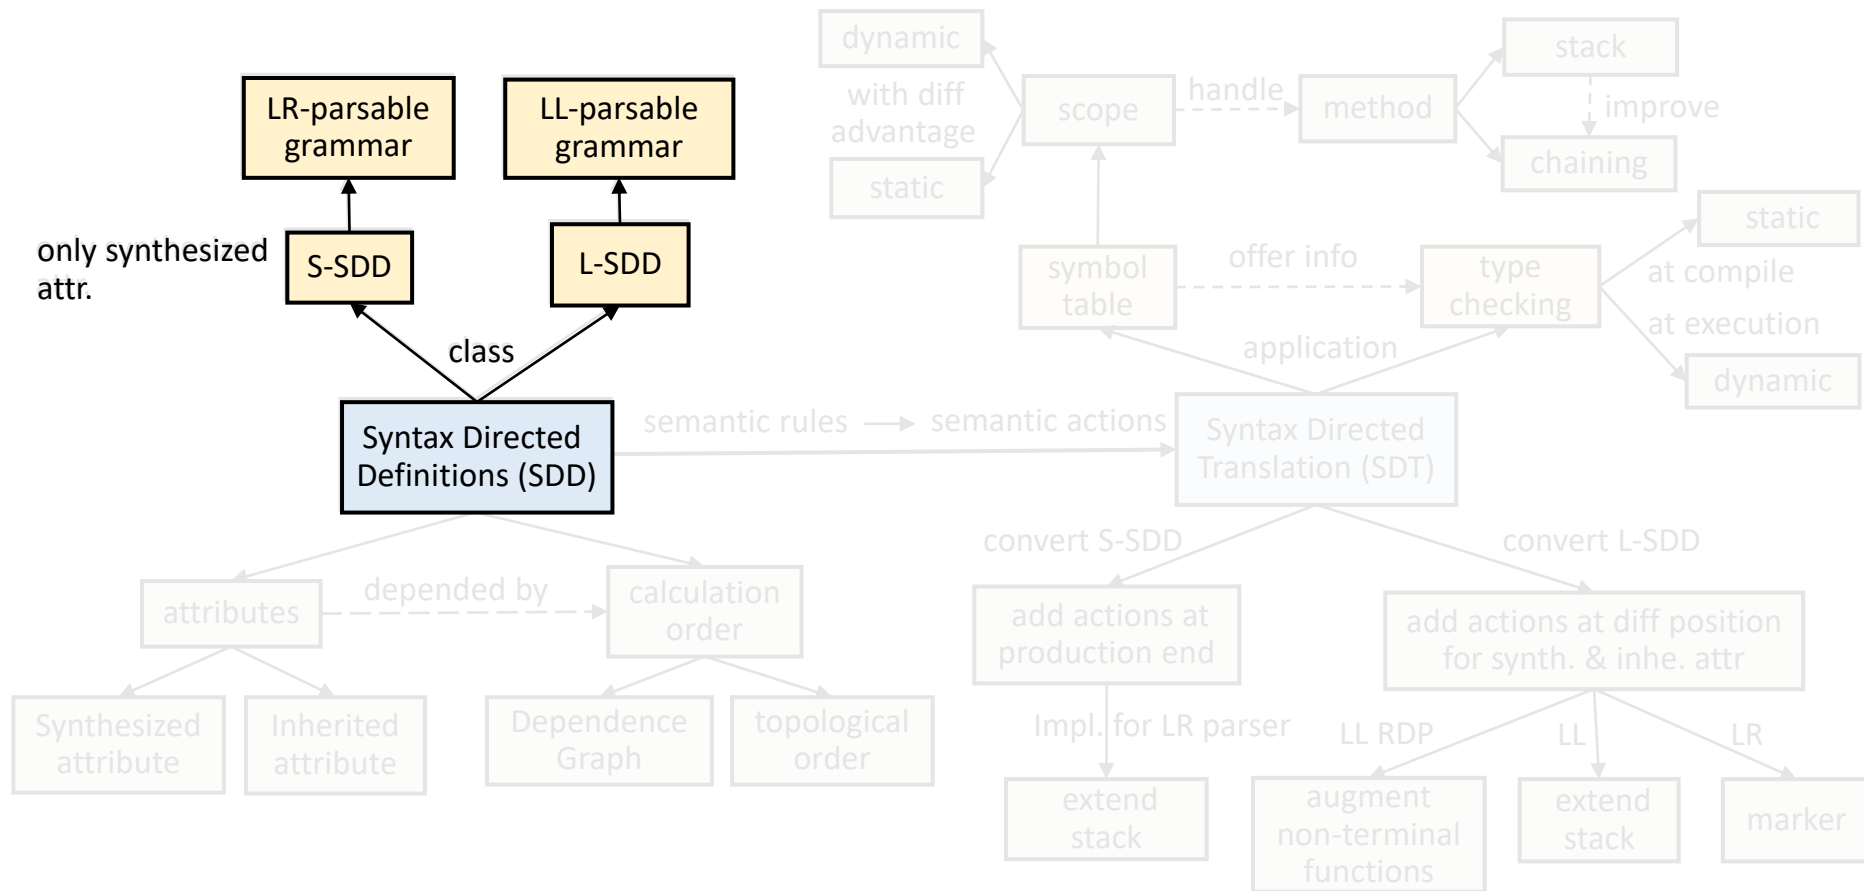 dynamic
stack
LR-parsable
grammar
LL-parsable
grammar
with diff
advantage
scope
handle
method
improve
static
chaining
only synthesized
attr.
S-SDD
L-SDD
symbol
table
offer info
type
checking
static
at compile
at execution
class
application
dynamic
Syntax Directed
Definitions (SDD)
semantic rules
semantic actions
Syntax Directed
Translation (SDT)
convert S-SDD
convert L-SDD
attributes
depended by
calculation
order
add actions at
production end
add actions at diff position
for synth. & inhe. attr
Synthesized
attribute
Inherited
attribute
Dependence
Graph
topological
order
Impl. for LR parser
LL RDP
LL
LR
extend
stack
augment
non-terminal
functions
extend
stack
marker